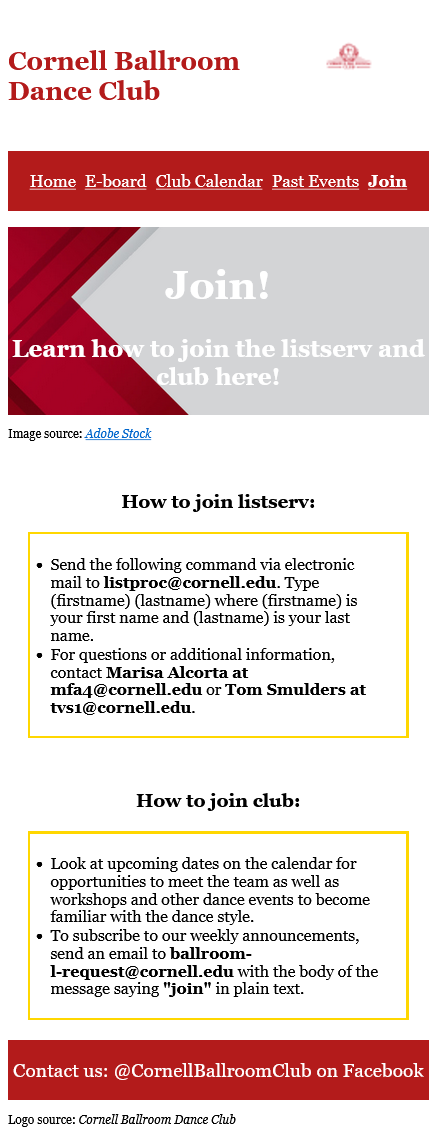 Cornell Ballroom
Dance Club
Home E-board Club Calendar Past Events Join
Join!
Learn how to join the listserv and
club here!
Image source: Adobe Stock
How to join listserv:
• Send the following command via electronic
mail to listproc@cornell.edu. Type
(firstname) (lastname) where (firstname) is
your first name and (lastname) is your last
name.
• For questions or additional information,
contact Marisa Alcorta at
mfa4@cornell.edu or Tom Smulders at
tvs1@cornell.edu.
How to join club:
• Look at upcoming dates on the calendar for
opportunities to meet the team as well as
workshops and other dance events to become
familiar with the dance style.
• To subscribe to our weekly announcements,
send an email to ballroom-
l-request@cornell.edu with the body of the
message saying "join" in plain text.
Contact us: @CornellBallroomClub on Facebook
Logo source: Cornell Ballroom Dance Club